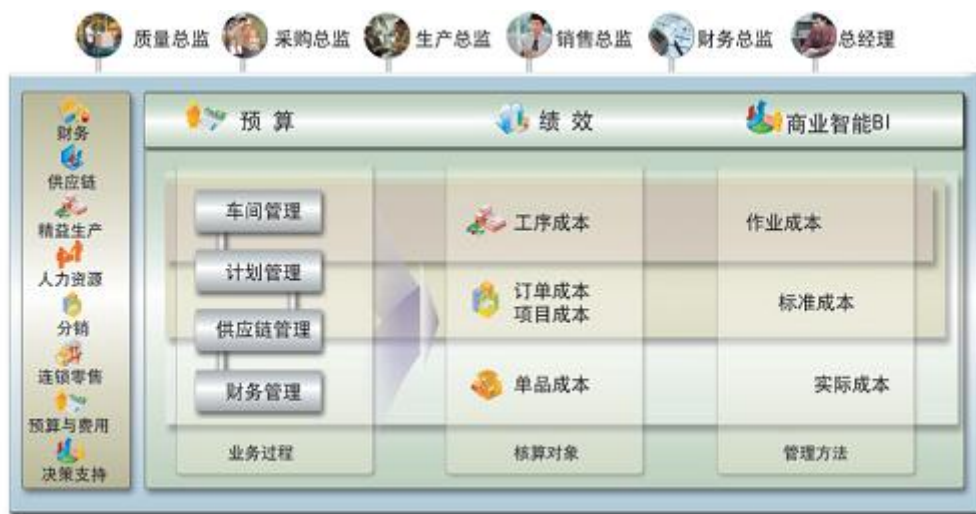 质量总监
采购总监
生产总监
销售总监
财务总监
总经理
财务
供应链
精益生产
人力资源
分销
连锁零售
预算与费用
决策支持
预算
绩效
商业智能BI
车间管理
计划管理
供应链管理
财务管理
业务过程
工序成本
订单成本
项目成本
单品成本
核算对象
作业成本
标准成本
实际成本
管理方法